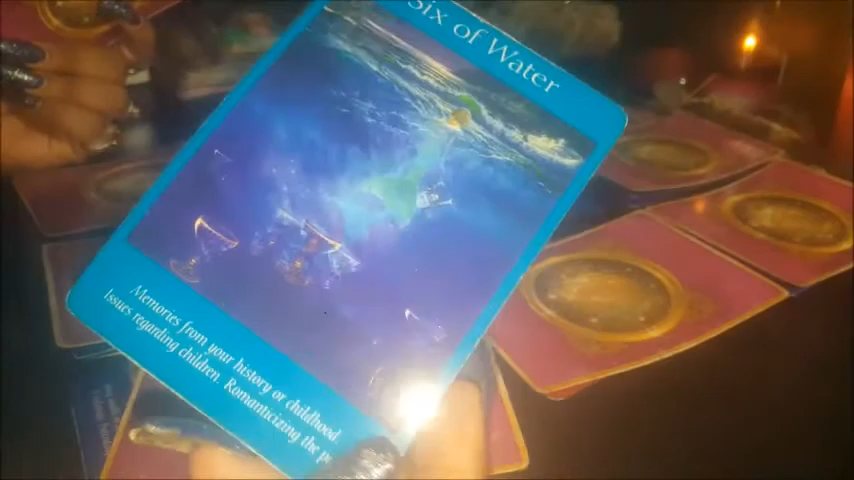 Six of Water
Memories from your history or childhood
Issues regarding children. Romanticizing the